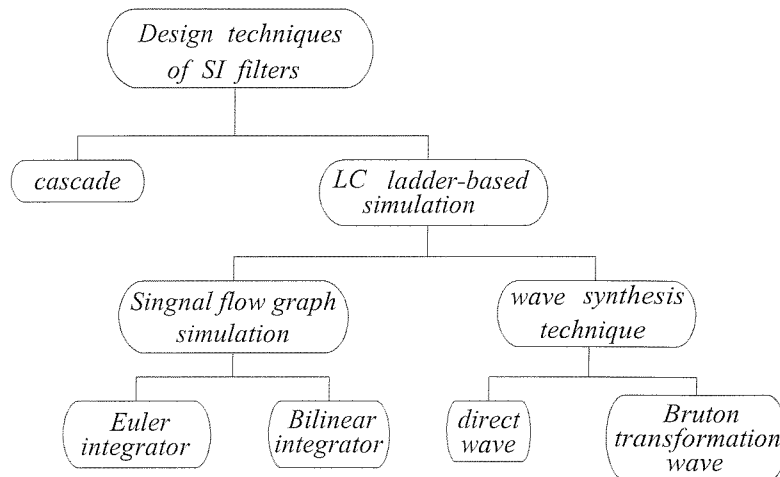 Design techniques
of SI filters
cascade
LC ladder-based
simulation
Singnal flow graph
simulation
wave synthesis
technique
Euler
integrator
Bilinear
integrator
direct
wave
Bruton
transformation
wave